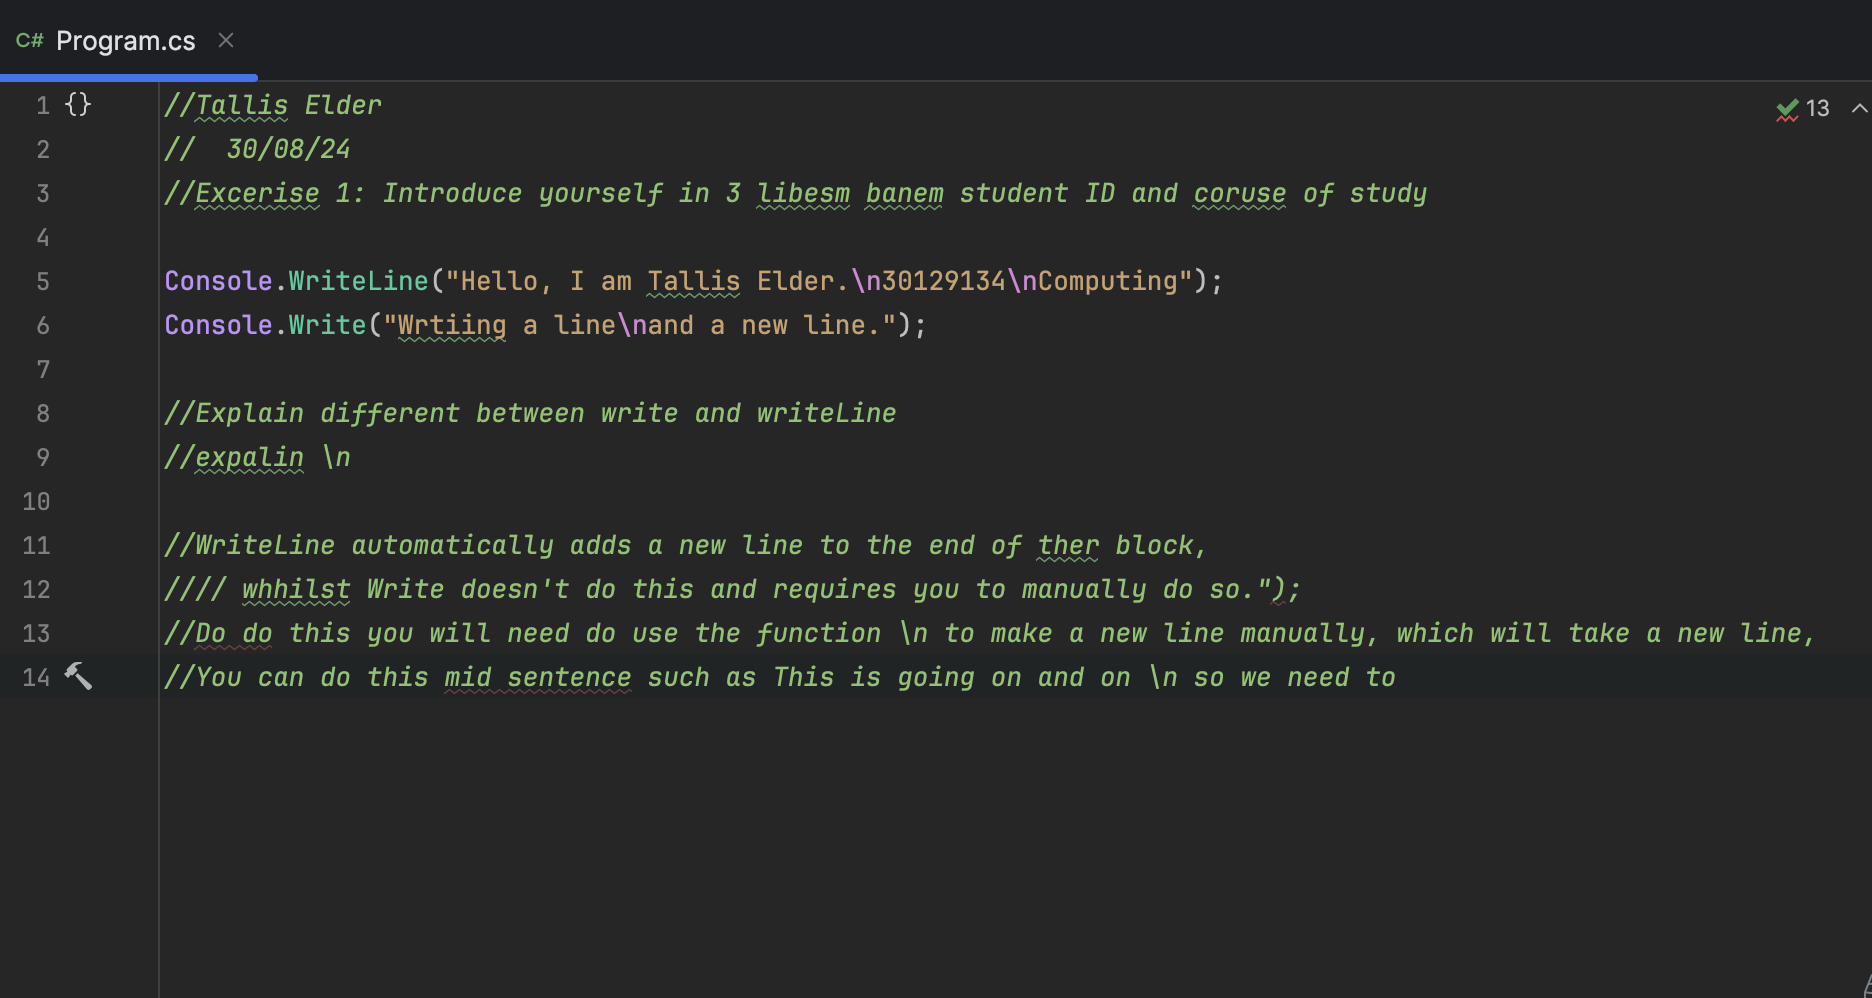 C# Program.cs
13
1 //Tallis Elder
2 //  30/08/24
3 //Excerise 1: Introduce yourself in 3 libesm banem student ID and coruse of study
4
5 Console.WriteLine("Hello, I am Tallis Elder.\n30129134\nComputing");
6 Console.Write("Wrtiing a line\nand a new line.");
7
8 //Explain different between write and writeLine
9 //expalin \n
10
11 //WriteLine automatically adds a new line to the end of ther block,
12 //// whhilst Write doesn't do this and requires you to manually do so.");
13 //Do do this you will need do use the function \n to make a new line manually, which will take a new line,
14 //You can do this mid sentence such as This is going on and on \n so we need to